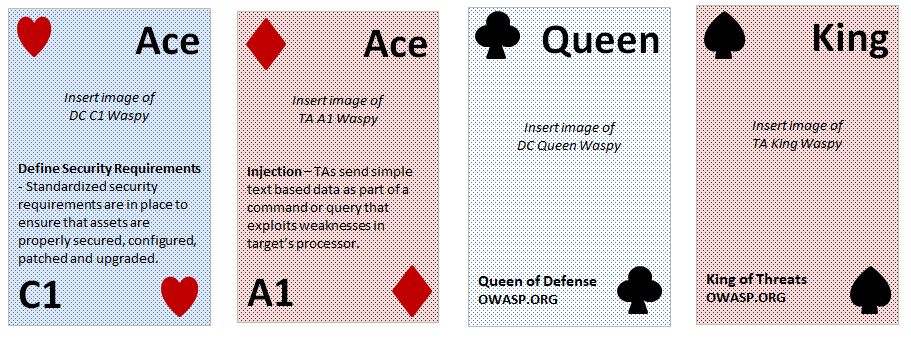 Ace
Insert image of
DC C1 Waspy
Define Security Requirements
- Standardized security
requirements are in place to
ensure that assets are
properly secured, configured,
patched and upgraded.
C1
Ace
Insert image of
TA A1 Waspy
Injection – TAs send simple
text based data as part of a
command or query that
exploits weaknesses in
target's processor.
A1
Queen
Insert image of
DC Queen Waspy
Queen of Defense
OWASP.ORG
King
Insert image of
TA King Waspy
King of Threats
OWASP.ORG